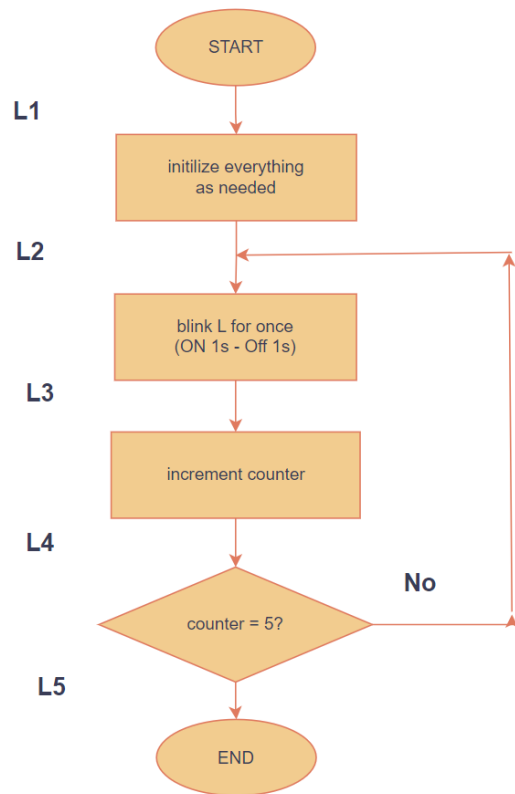 START
L1
initilize everything
as needed
L2
blink L for once
(ON 1s - Off 1s)
L3
increment counter
L4
No
counter = 5?
L5
END